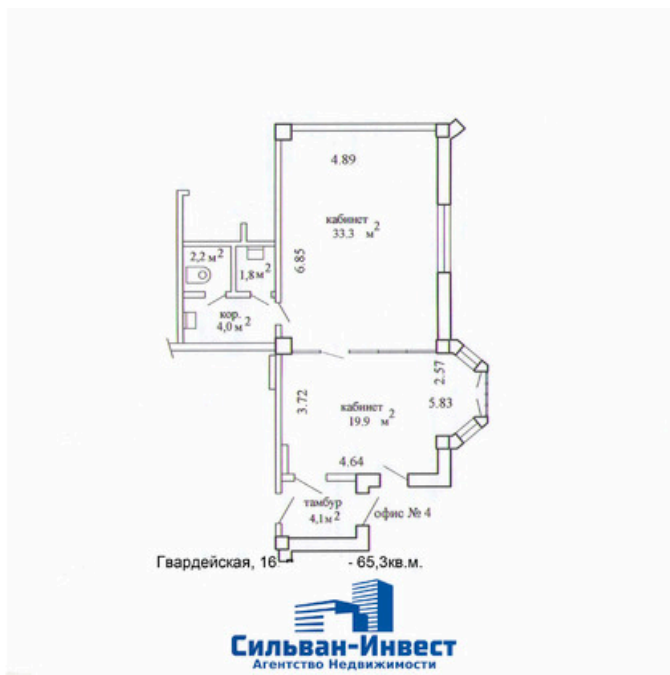 4.89
кабинет
33.3 м2
6.85
2,2 м2
1,8м2
кор.
4,0м2
2.57
3.72
кабинет
19.9 м2
5.83
4.64
тамбур
4,1м2
офис № 4
Гвардейская, 16 - 65,3кв.м.
Сильван-Инвест
Агентство Недвижимости